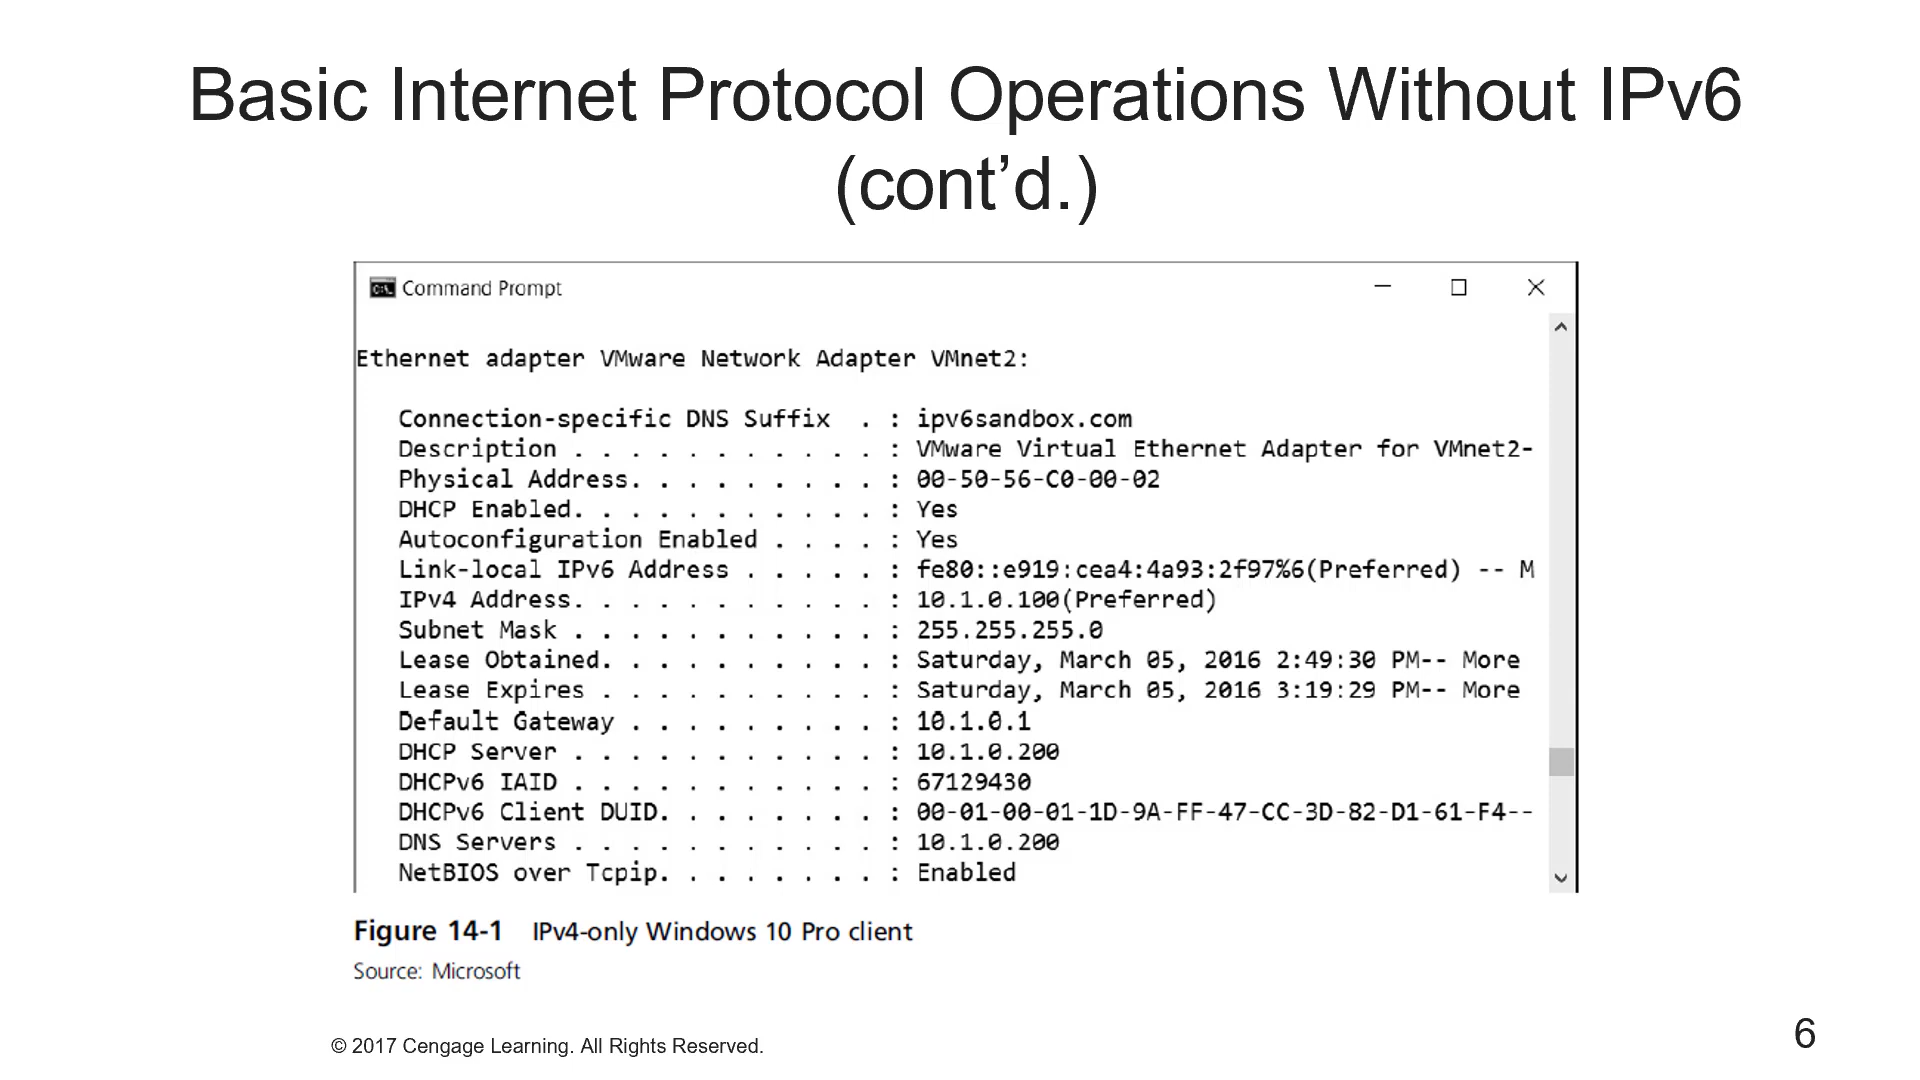 Basic Internet Protocol Operations Without IPv6
(cont’d.)
Command Prompt
Ethernet adapter VMware Network Adapter VMnet2:
Connection-specific DNS Suffix  . : ipv6sandbox.com
Description . . . . . . . . . . . : VMware Virtual Ethernet Adapter for VMnet2-
Physical Address. . . . . . . . . : 00-50-56-C0-00-02
DHCP Enabled. . . . . . . . . . . : Yes
Autoconfiguration Enabled . . . . : Yes
Link-local IPv6 Address . . . . . : fe80::e919:cea4:4a93:2f97%6(Preferred) -- M
IPv4 Address. . . . . . . . . . . : 10.1.0.100(Preferred)
Subnet Mask . . . . . . . . . . . : 255.255.255.0
Lease Obtained. . . . . . . . . . : Saturday, March 05, 2016 2:49:30 PM-- More
Lease Expires . . . . . . . . . . : Saturday, March 05, 2016 3:19:29 PM-- More
Default Gateway . . . . . . . . . : 10.1.0.1
DHCP Server . . . . . . . . . . . : 10.1.0.200
DHCPv6 IAID . . . . . . . . . . . : 67129430
DHCPv6 Client DUID. . . . . . . . : 00-01-00-01-1D-9A-FF-47-CC-3D-82-D1-61-F4--
DNS Servers . . . . . . . . . . . : 10.1.0.200
NetBIOS over Tcpip. . . . . . . . : Enabled
Figure 14-1 IPv4-only Windows 10 Pro client
Source: Microsoft
© 2017 Cengage Learning. All Rights Reserved.
6